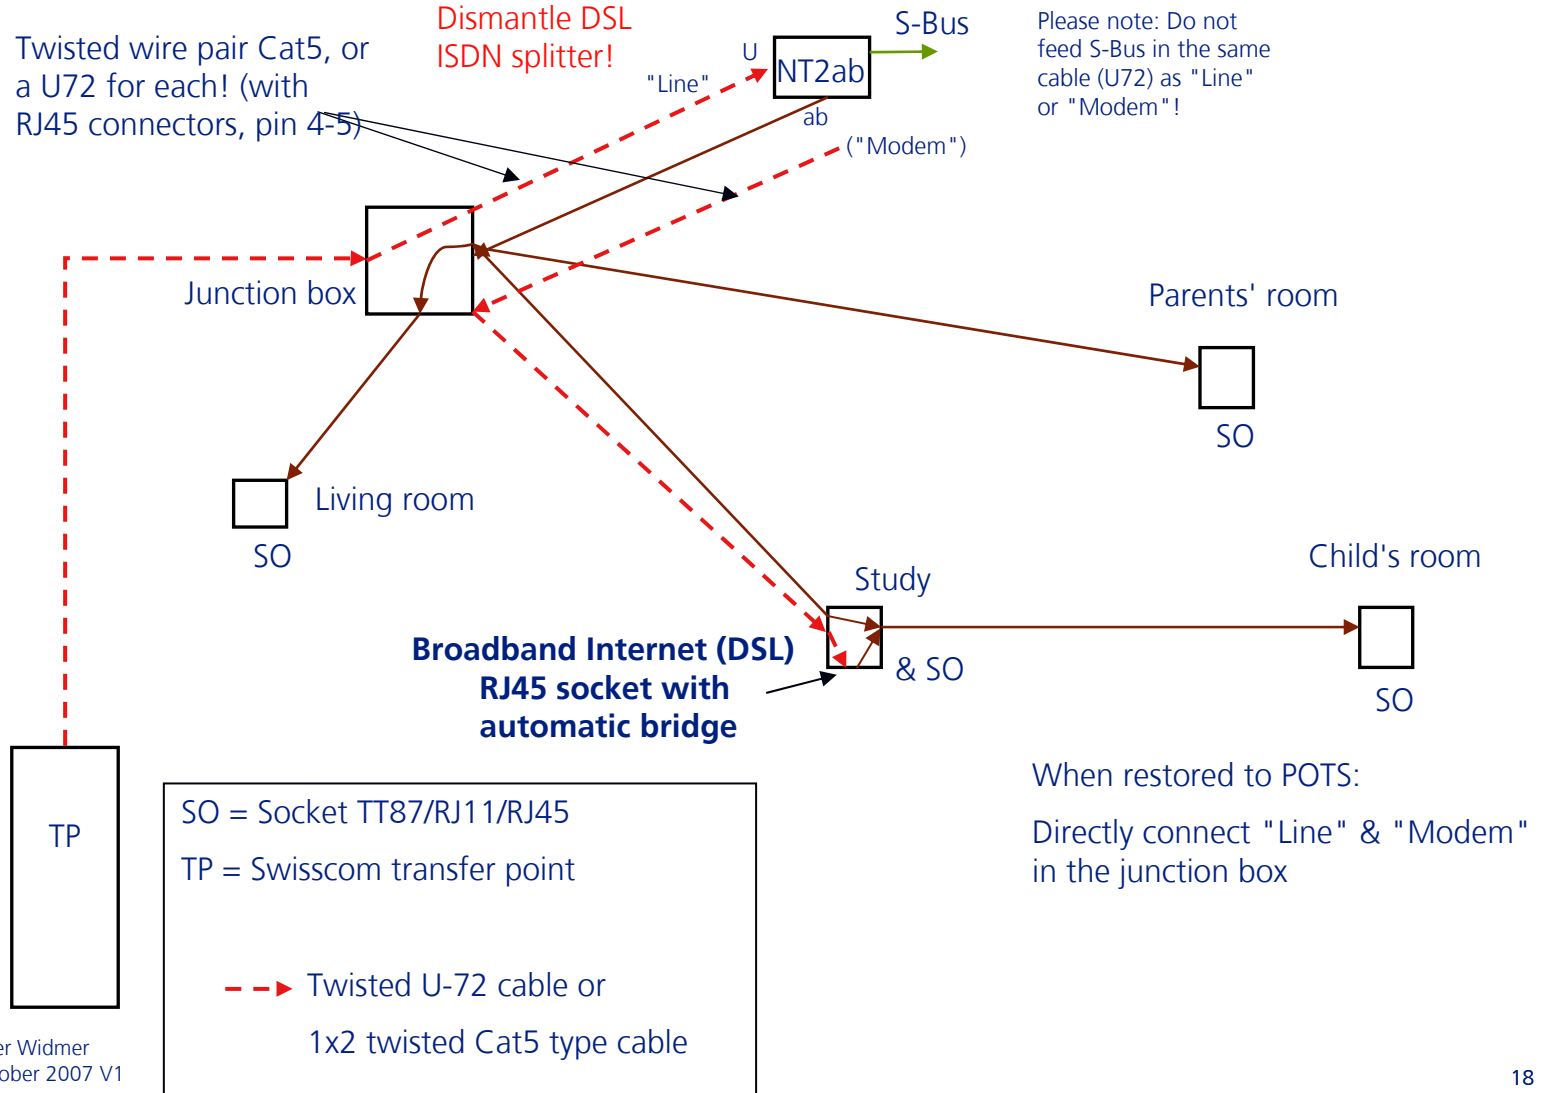 Dismantle DSL
ISDN splitter!
S-Bus
Please note: Do not
feed S-Bus in the same
cable (U72) as "Line"
or "Modem"!
Twisted wire pair Cat5, or
a U72 for each! (with
RJ45 connectors, pin 4-5)
"Line"
U
NT2ab
ab
("Modem")
Junction box
Parents' room
SO
Living room
SO
Study
& SO
Child's room
SO
Broadband Internet (DSL)
RJ45 socket with
automatic bridge
TP
SO = Socket TT87/RJ11/RJ45
TP = Swisscom transfer point
Twisted U-72 cable or
1x2 twisted Cat5 type cable
When restored to POTS:
Directly connect "Line" & "Modem"
in the junction box
er Widmer
ober 2007 V1
18